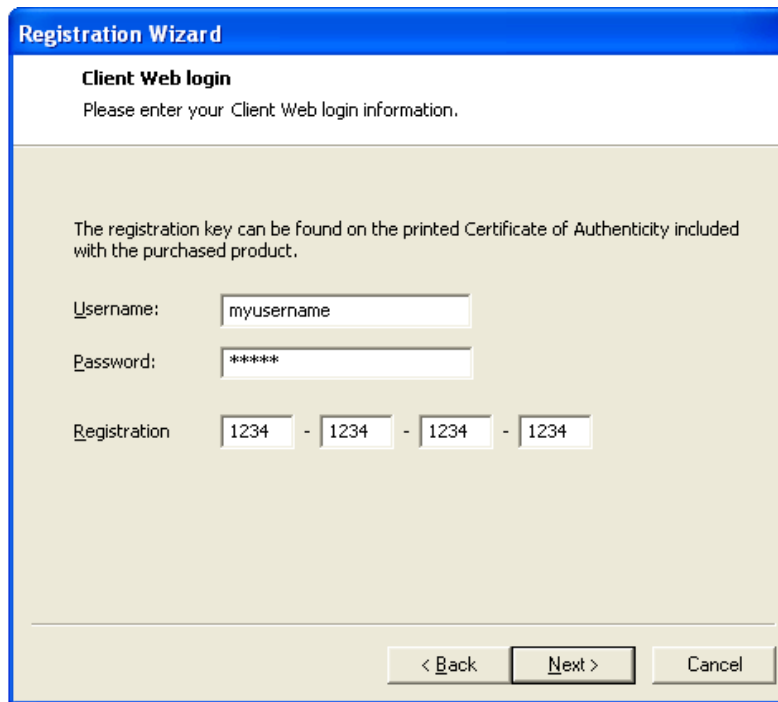 Registration Wizard
Client Web login
Please enter your Client Web login information.
The registration key can be found on the printed Certificate of Authenticity included
with the purchased product.
Username: myusername
Password: *****
Registration 1234 - 1234 - 1234 - 1234
< Back Next > Cancel